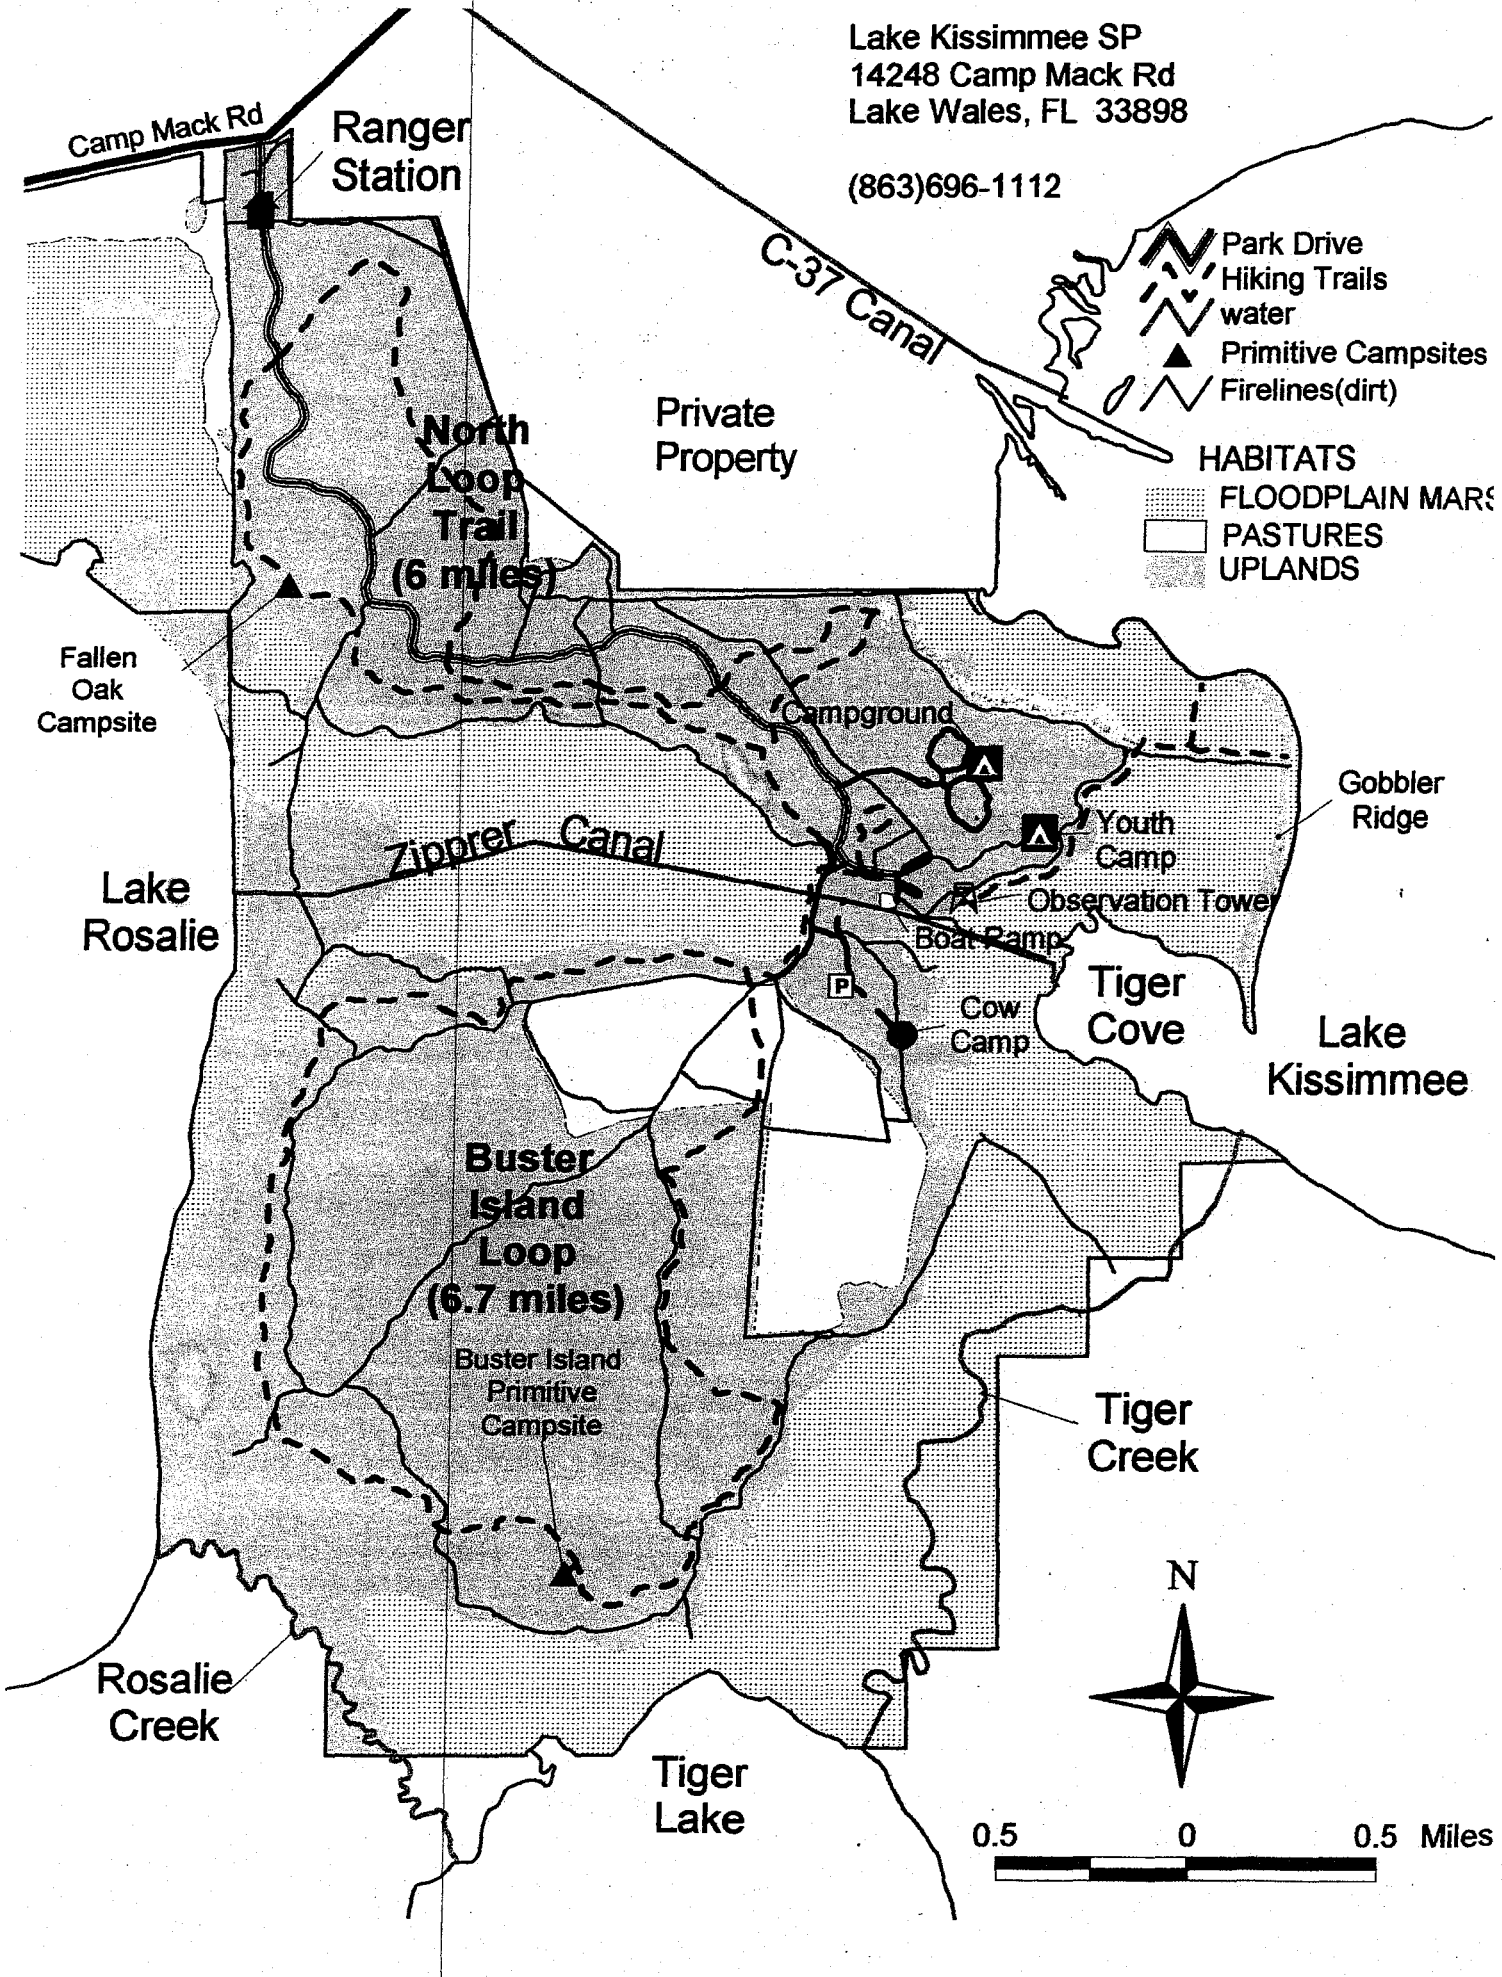 Lake Kissimmee SP
14248 Camp Mack Rd
Lake Wales, FL 33898
(863)696-1112
Camp Mack Rd
Ranger
Station
C-37 Canal
Park Drive
Hiking Trails
water
Primitive Campsites
Firelines(dirt)
HABITATS
FLOODPLAIN MARS
PASTURES
UPLANDS
Private
Property
North
Loop
Trail
(6 miles)
Fallen
Oak
Campsite
Campground
Gobbler
Ridge
Youth
Camp
Zipprer Canal
Lake
Rosalie
Observation Tower
Boat Ramp
P
Tiger
Cove
Cow
Camp
Lake
Kissimmee
Buster
Island
Loop
(6.7 miles)
Buster Island
Primitive
Campsite
Tiger
Creek
N
Rosalie
Creek
Tiger
Lake
0.5 0 0.5 Miles